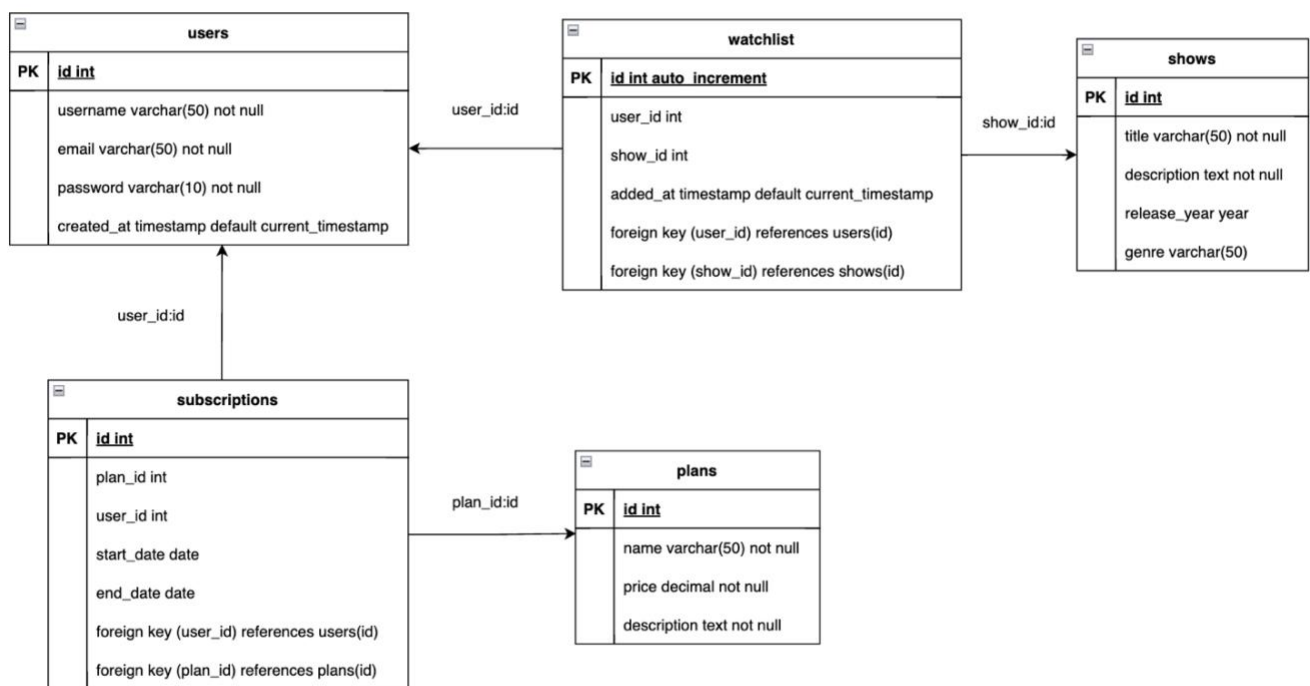 users
PK id int
username varchar(50) not null
email varchar(50) not null
password varchar(10) not null
created_at timestamp default current_timestamp
user_id:id
watchlist
PK id int auto_increment
user_id int
show_id int
added_at timestamp default current_timestamp
foreign key (user_id) references users(id)
foreign key (show_id) references shows(id)
show_id:id
shows
PK id int
title varchar(50) not null
description text not null
release_year year
genre varchar(50)
user_id:id
subscriptions
PK id int
plan_id int
user_id int
start_date date
end_date date
foreign key (user_id) references users(id)
foreign key (plan_id) references plans(id)
plan_id:id
plans
PK id int
name varchar(50) not null
price decimal not null
description text not null